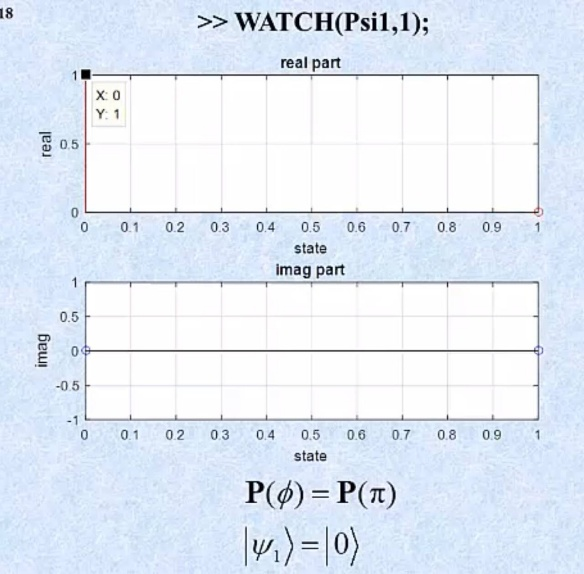 18
>> WATCH(Psi1,1);
real part
1
X: 0
Y: 1
real
0.5
0
0 0.1 0.2 0.3 0.4 0.5 0.6 0.7 0.8 0.9 1
state
imag part
1
0.5
imag
0
-0.5
-1
0 0.1 0.2 0.3 0.4 0.5 0.6 0.7 0.8 0.9 1
state
P(ϕ) = P(π)
|ψ₁⟩ = |0⟩